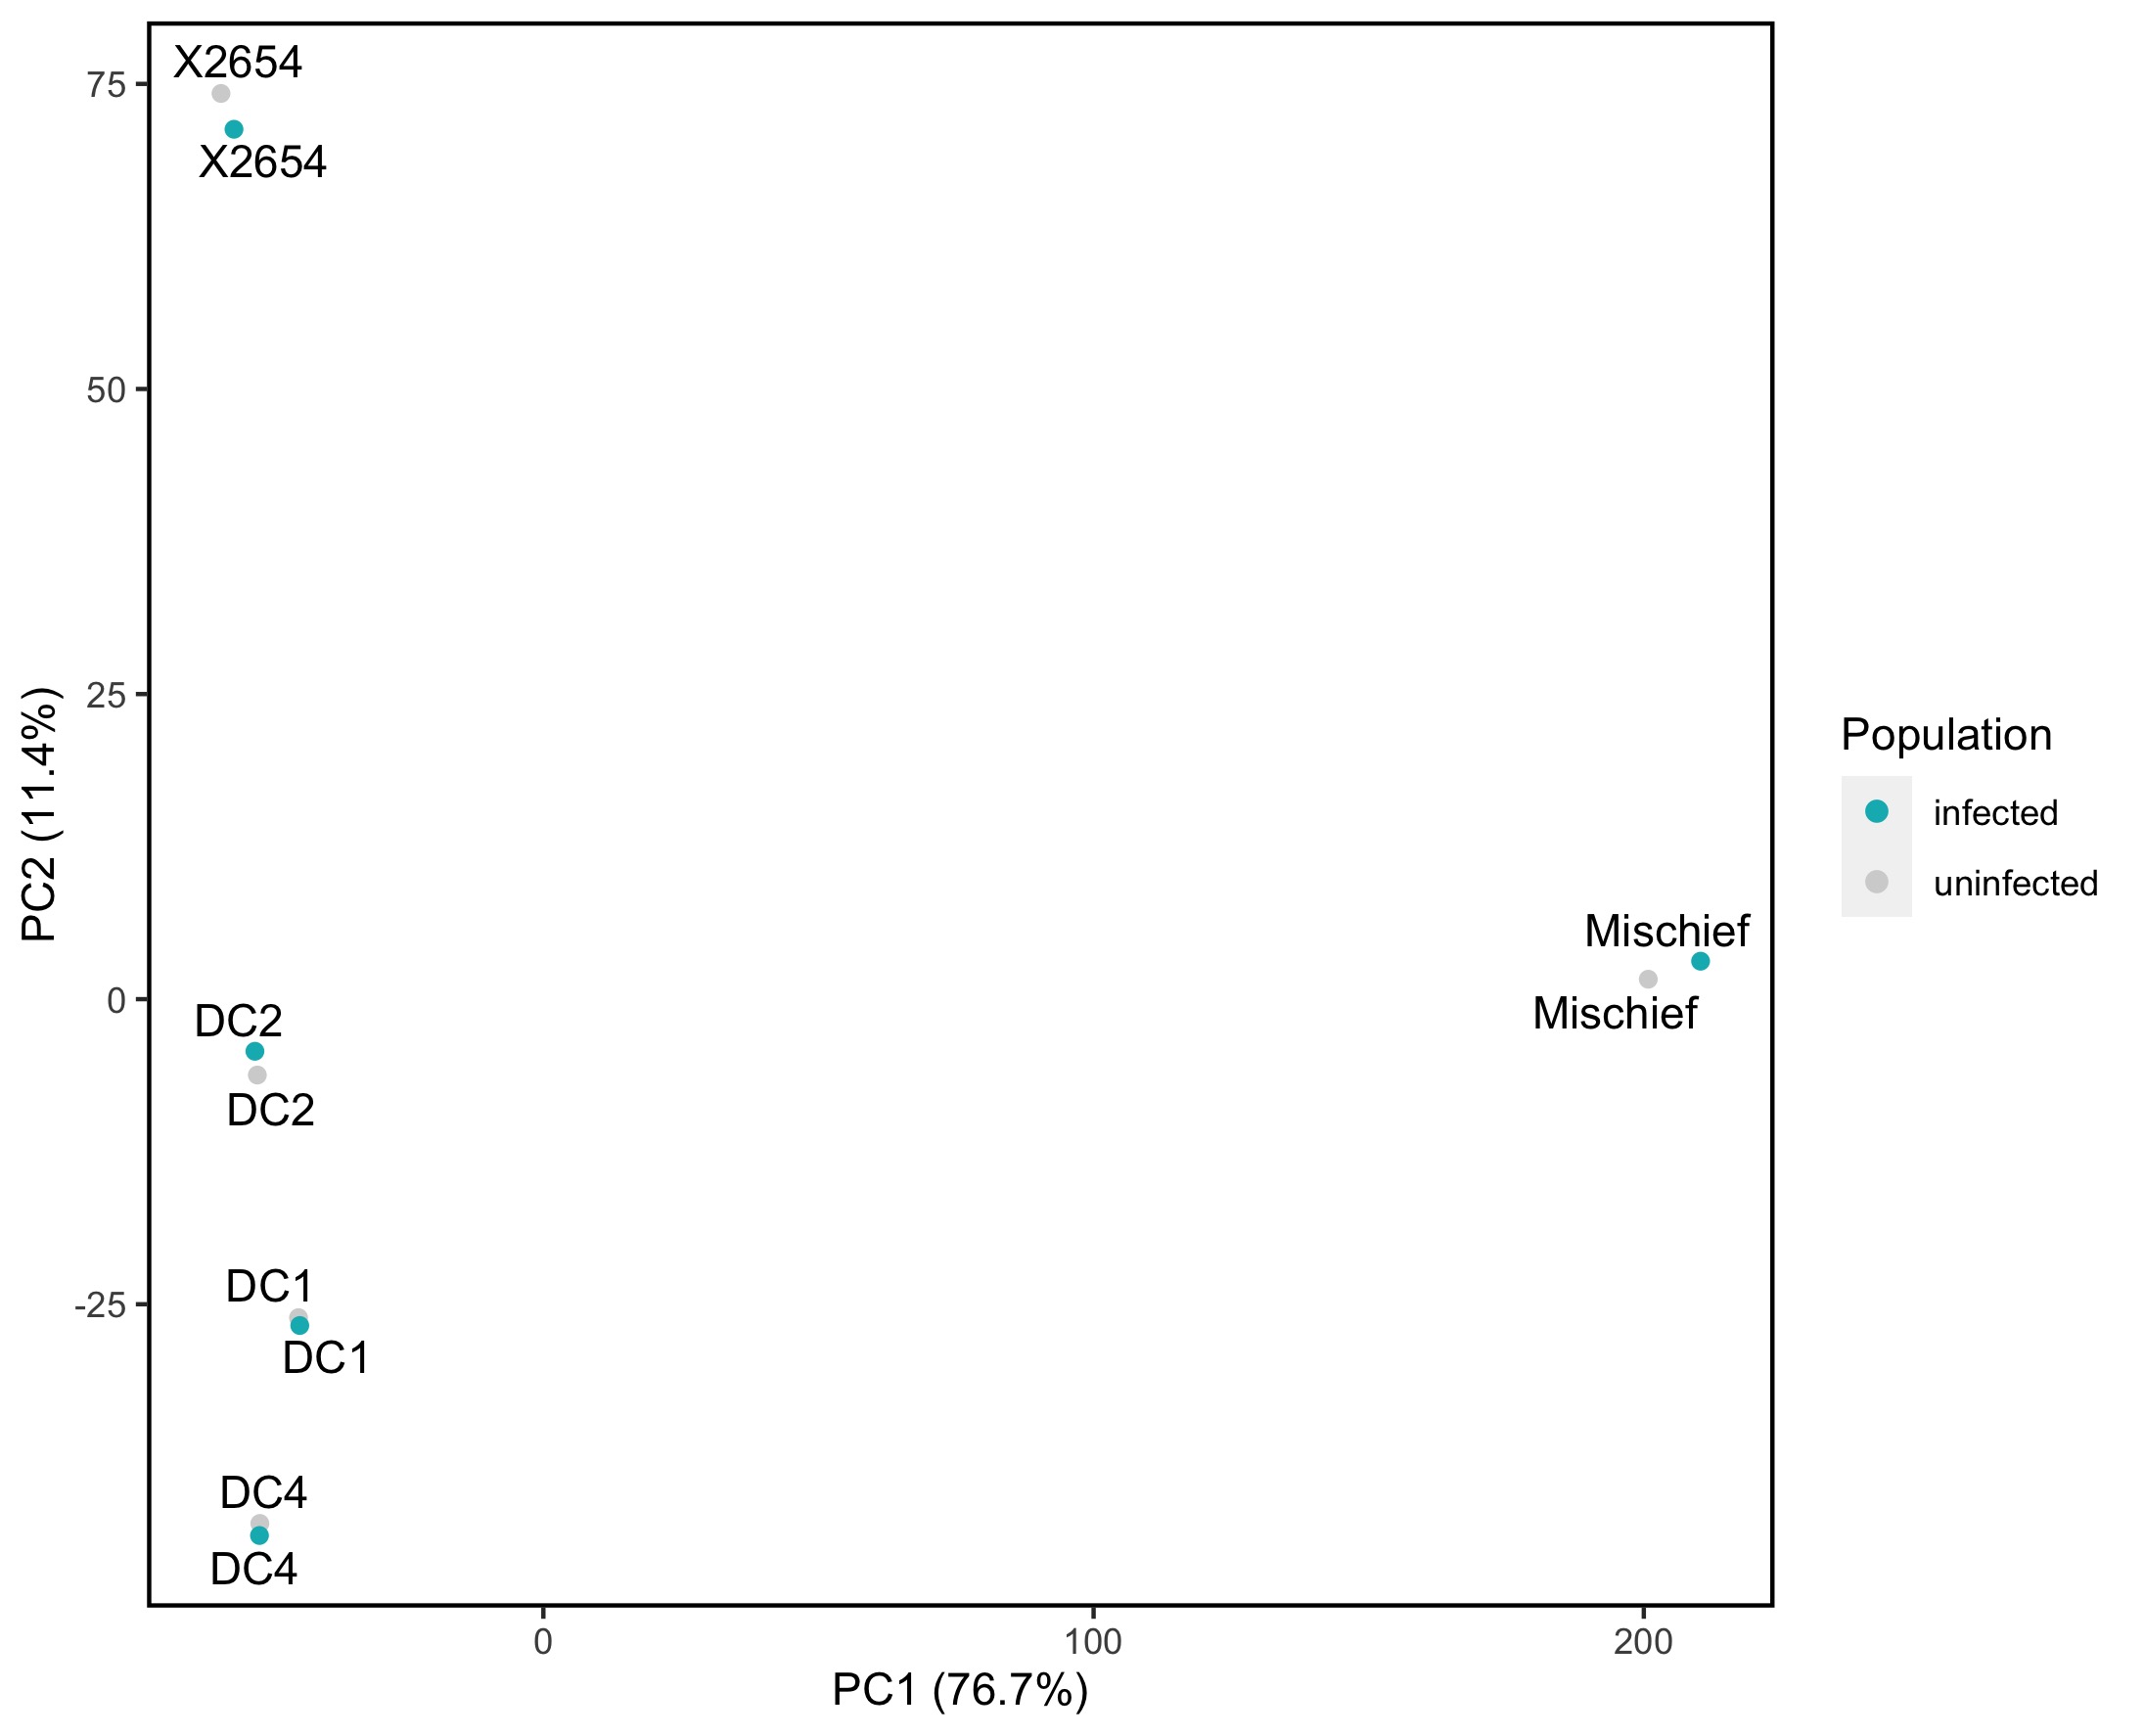 X2654
75
X2654
50
25
PC2 (11.4%)
Population
infected
uninfected
Mischief
0
Mischief
DC2
DC2
DC1
-25
DC1
DC4
DC4
0
100
200
PC1 (76.7%)